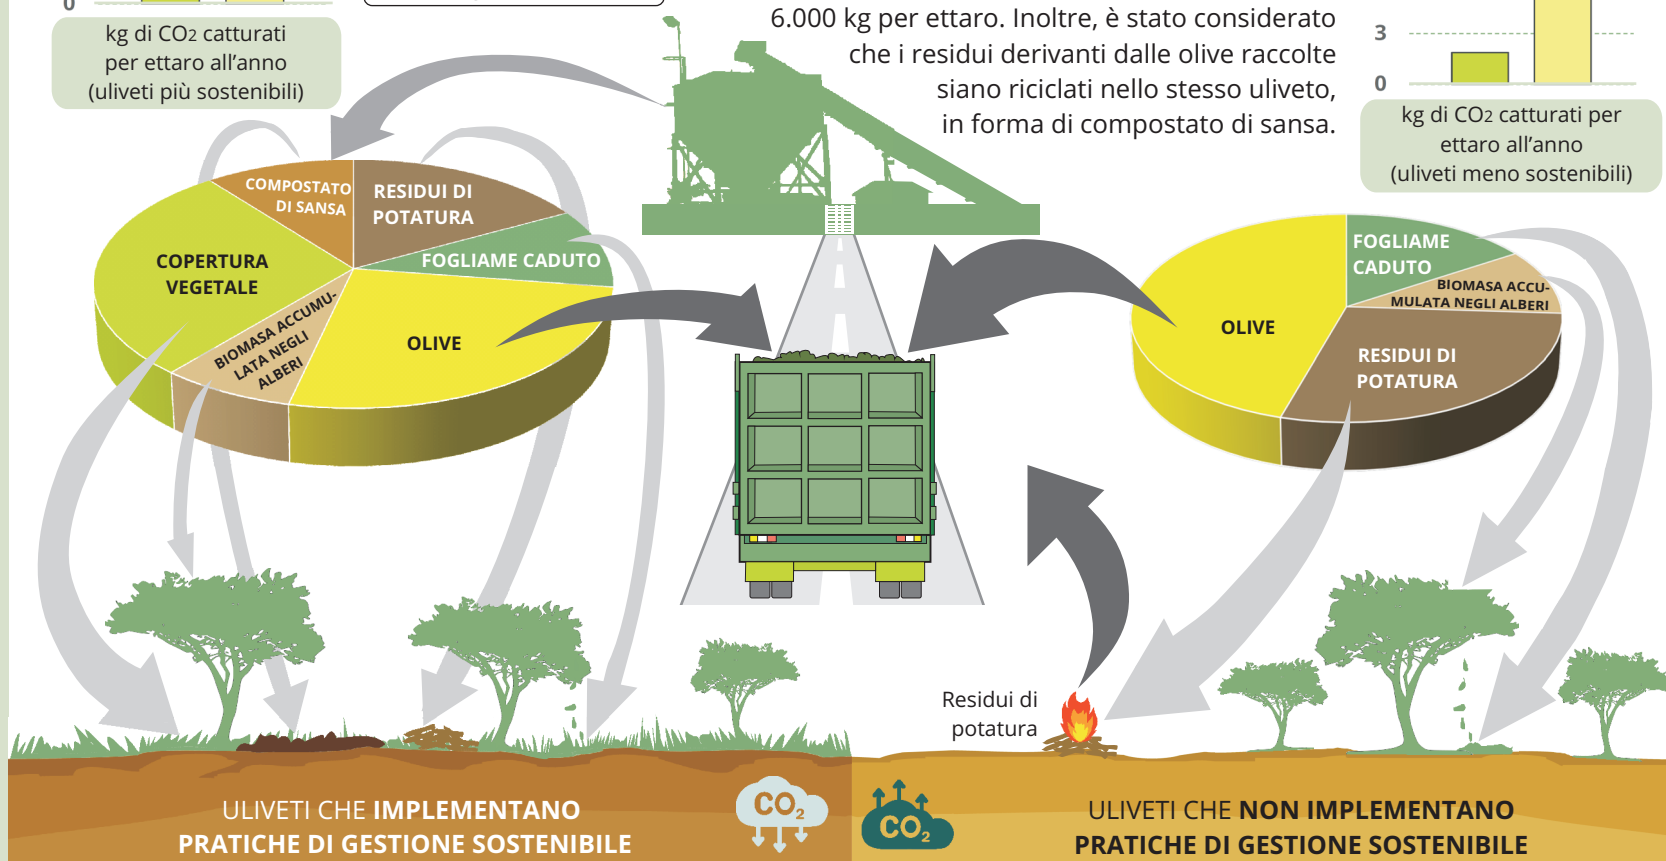 0
kg di CO2 catturati
per ettaro all’anno
(uliveti più sostenibili)
6.000 kg per ettaro. Inoltre, è stato considerato
che i residui derivanti dalle olive raccolte
siano riciclati nello stesso uliveto,
in forma di compostato di sansa.
3
0
kg di CO2 catturati per
ettaro all’anno
(uliveti meno sostenibili)
COMPOSTATO
DI SANSA
RESIDUI DI
POTATURA
FOGLIAME CADUTO
COPERTURA
VEGETALE
BIOMASA ACCUMU-
LATA NEGLI
ALBERI
OLIVE
FOGLIAME
CADUTO
BIOMASA ACCU-
MULATA NEGLI ALBERI
OLIVE
RESIDUI DI
POTATURA
Residui di
potatura
ULIVETI CHE IMPLEMENTANO
PRATICHE DI GESTIONE SOSTENIBILE
CO2
CO2
ULIVETI CHE NON IMPLEMENTANO
PRATICHE DI GESTIONE SOSTENIBILE